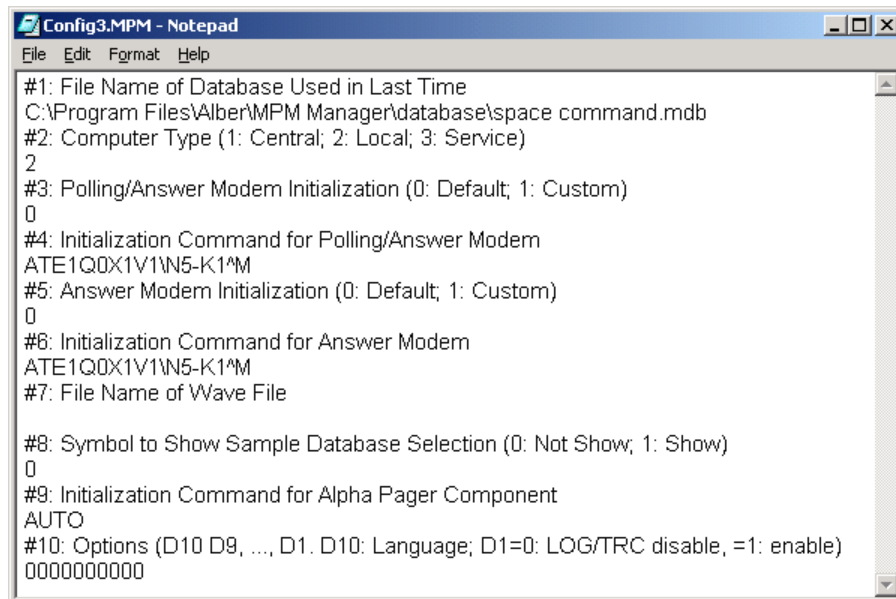 Config3.MPM - Notepad
File Edit Format Help
#1: File Name of Database Used in Last Time
C:\Program Files\Alber\MPM Manager\database\space command.mdb
#2: Computer Type (1: Central; 2: Local; 3: Service)
2
#3: Polling/Answer Modem Initialization (0: Default; 1: Custom)
0
#4: Initialization Command for Polling/Answer Modem
ATE1Q0X1V1\N5-K1^M
#5: Answer Modem Initialization (0: Default; 1: Custom)
0
#6: Initialization Command for Answer Modem
ATE1Q0X1V1\N5-K1^M
#7: File Name of Wave File
#8: Symbol to Show Sample Database Selection (0: Not Show; 1: Show)
0
#9: Initialization Command for Alpha Pager Component
AUTO
#10: Options (D10 D9, ..., D1. D10: Language; D1=0: LOG/TRC disable, =1: enable)
0000000000